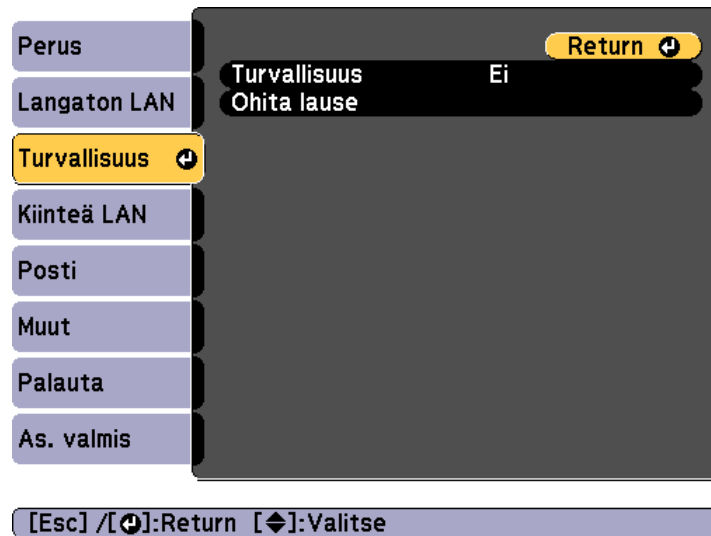 Perus
Langaton LAN
Turvallisuus
Kiinteä LAN
Posti
Muut
Palauta
As. valmis
Return
Turvallisuus Ei
Ohita lause
[Esc] /[ ]:Return [ ]:Valitse